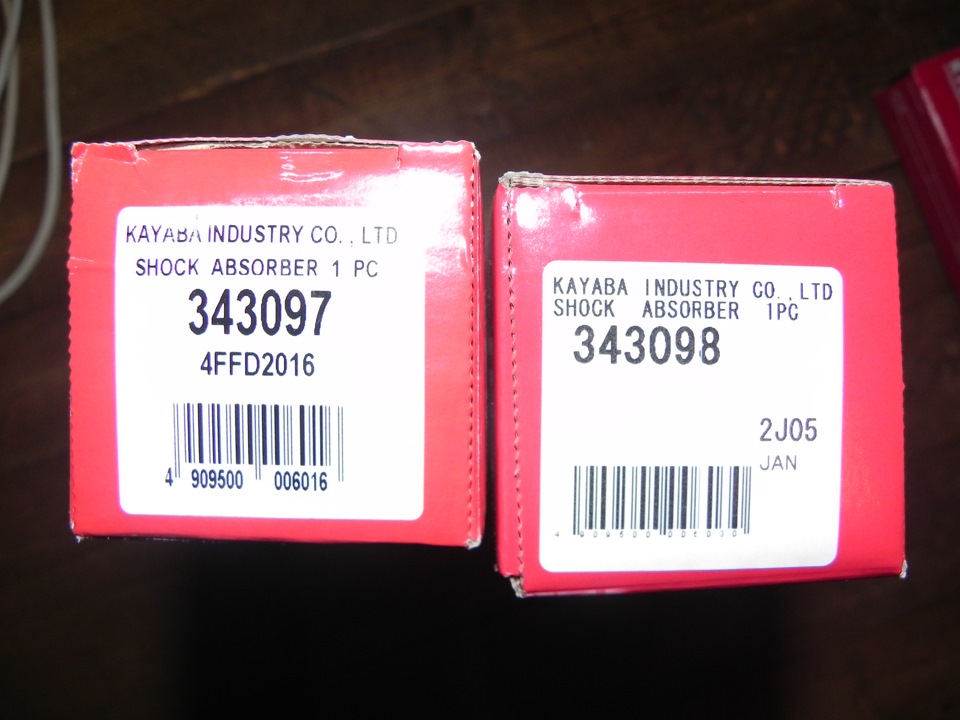 KAYABA INDUSTRY CO., LTD
SHOCK ABSORBER 1 PC
343097
4FFD2016
4 909500 006016
KAYABA INDUSTRY CO.,LTD
SHOCK ABSORBER 1PC
343098
2J05
JAN